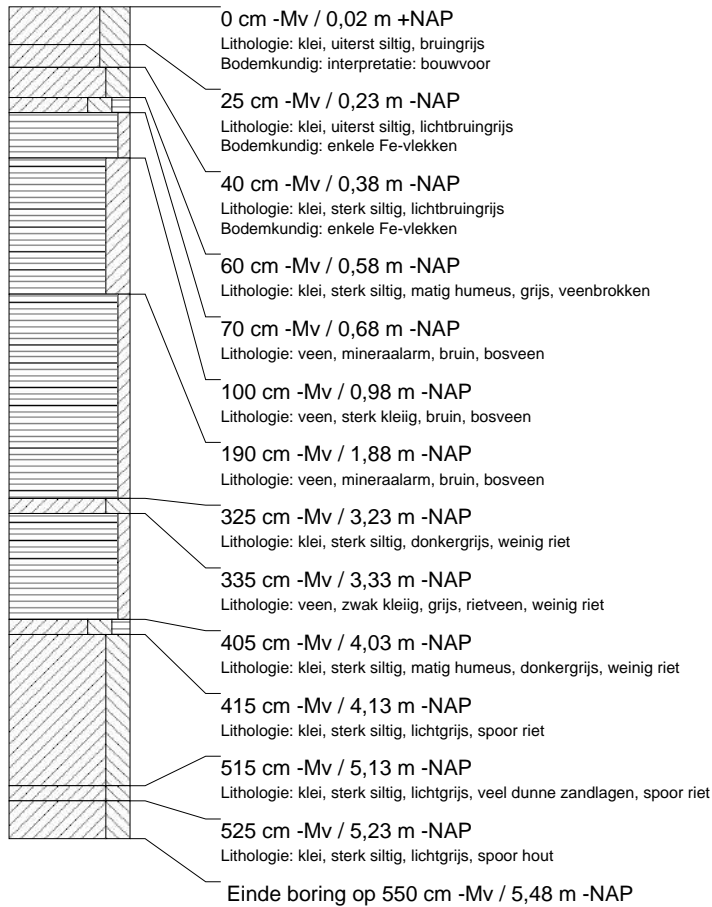 0 cm -Mv / 0,02 m +NAP
Lithologie: klei, uiterst siltig, bruingrijs
Bodemkundig: interpretatie: bouwvoor
25 cm -Mv / 0,23 m -NAP
Lithologie: klei, uiterst siltig, lichtbruingrijs
Bodemkundig: enkele Fe-vlekken
40 cm -Mv / 0,38 m -NAP
Lithologie: klei, sterk siltig, lichtbruingrijs
Bodemkundig: enkele Fe-vlekken
60 cm -Mv / 0,58 m -NAP
Lithologie: klei, sterk siltig, matig humeus, grijs, veenbrokken
70 cm -Mv / 0,68 m -NAP
Lithologie: veen, mineraalarm, bruin, bosveen
100 cm -Mv / 0,98 m -NAP
Lithologie: veen, sterk kleiig, bruin, bosveen
190 cm -Mv / 1,88 m -NAP
Lithologie: veen, mineraalarm, bruin, bosveen
325 cm -Mv / 3,23 m -NAP
Lithologie: klei, sterk siltig, donkergrijs, weinig riet
335 cm -Mv / 3,33 m -NAP
Lithologie: veen, zwak kleiig, grijs, rietveen, weinig riet
405 cm -Mv / 4,03 m -NAP
Lithologie: klei, sterk siltig, matig humeus, donkergrijs, weinig riet
415 cm -Mv / 4,13 m -NAP
Lithologie: klei, sterk siltig, lichtgrijs, spoor riet
515 cm -Mv / 5,13 m -NAP
Lithologie: klei, sterk siltig, lichtgrijs, veel dunne zandlagen, spoor riet
525 cm -Mv / 5,23 m -NAP
Lithologie: klei, sterk siltig, lichtgrijs, spoor hout
Einde boring op 550 cm -Mv / 5,48 m -NAP